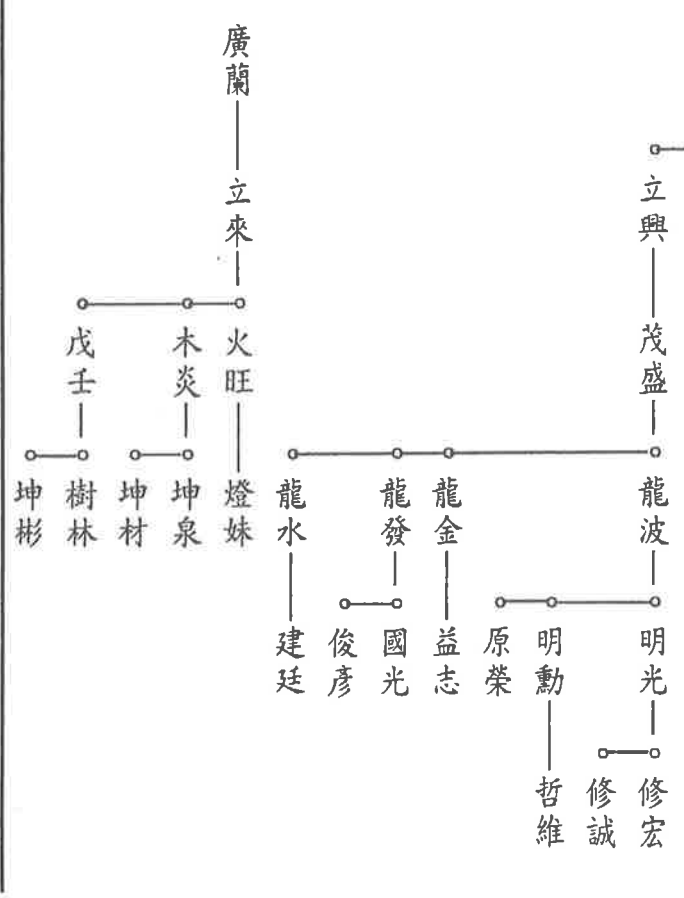 立興
茂盛
龍波
明光
修宏
修誠
明勳
哲維
原榮
龍金
益志
龍發
國光
俊彥
龍水
建廷
廣蘭
立來
火旺
燈妹
木炎
坤泉
坤材
戊壬
樹林
坤彬